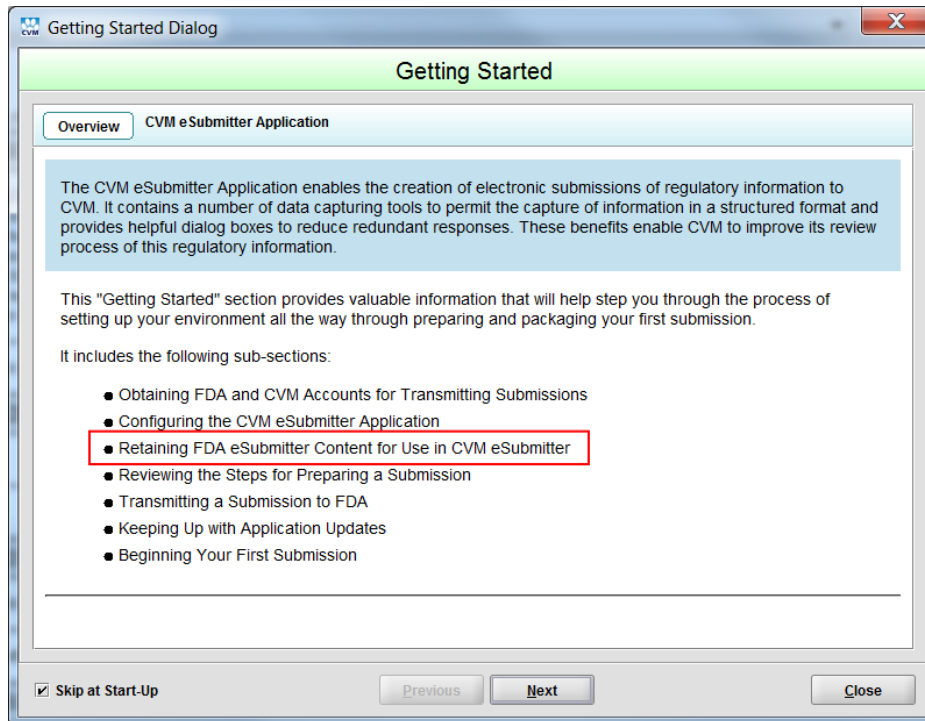 CVM Getting Started Dialog
Getting Started
Overview CVM eSubmitter Application
The CVM eSubmitter Application enables the creation of electronic submissions of regulatory information to
CVM. It contains a number of data capturing tools to permit the capture of information in a structured format and
provides helpful dialog boxes to reduce redundant responses. These benefits enable CVM to improve its review
process of this regulatory information.
This "Getting Started" section provides valuable information that will help step you through the process of
setting up your environment all the way through preparing and packaging your first submission.
It includes the following sub-sections:
● Obtaining FDA and CVM Accounts for Transmitting Submissions
● Configuring the CVM eSubmitter Application
● Retaining FDA eSubmitter Content for Use in CVM eSubmitter
● Reviewing the Steps for Preparing a Submission
● Transmitting a Submission to FDA
● Keeping Up with Application Updates
● Beginning Your First Submission
Skip at Start-Up Previous Next Close